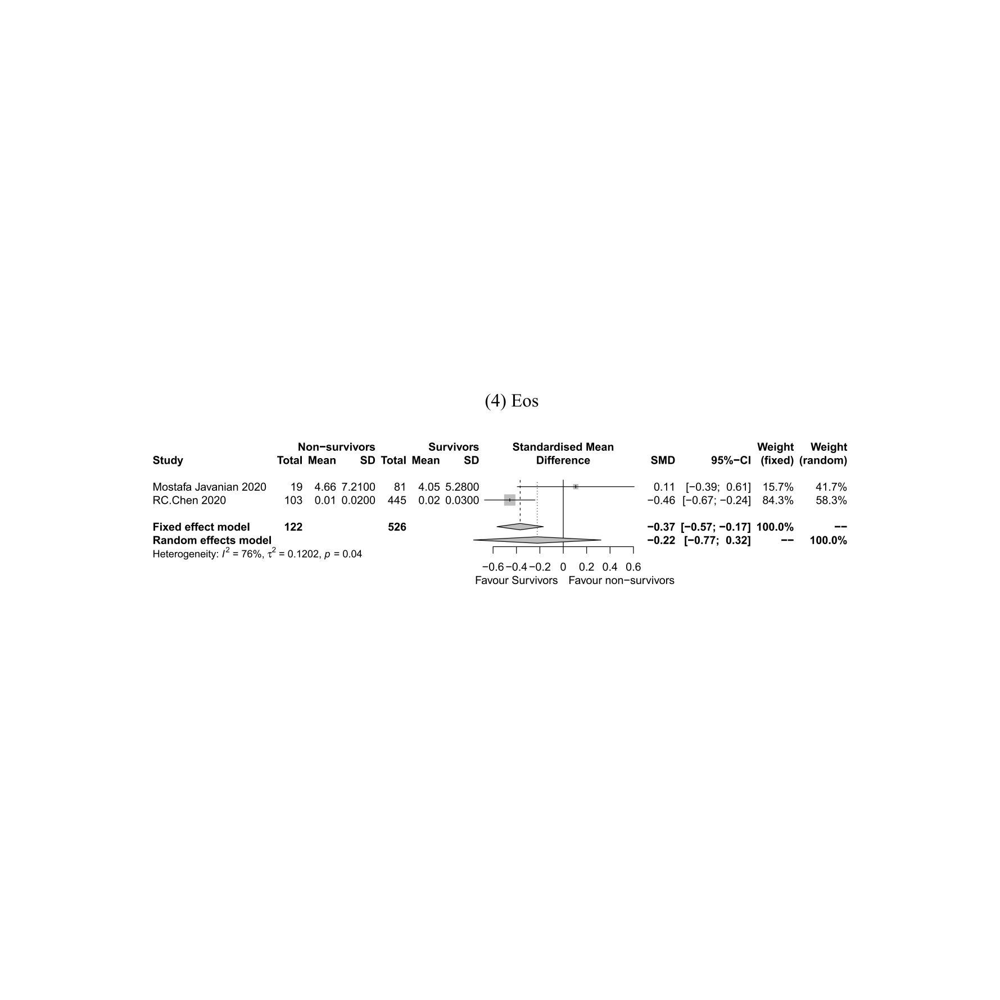 (4) Eos
Non−survivors Survivors Standardised Mean Weight Weight
Study Total Mean SD Total Mean SD Difference SMD 95%−CI (fixed) (random)
Mostafa Javanian 2020 19 4.66 7.2100 81 4.05 5.2800 0.11 [−0.39; 0.61] 15.7% 41.7%
RC.Chen 2020 103 0.01 0.0200 445 0.02 0.0300 −0.46 [−0.67; −0.24] 84.3% 58.3%
Fixed effect model 122 526 −0.37 [−0.57; −0.17] 100.0% −−
Random effects model −0.22 [−0.77; 0.32] −− 100.0%
Heterogeneity: I² = 76%, τ² = 0.1202, p = 0.04
−0.6 −0.4 −0.2 0 0.2 0.4 0.6
Favour Survivors Favour non−survivors